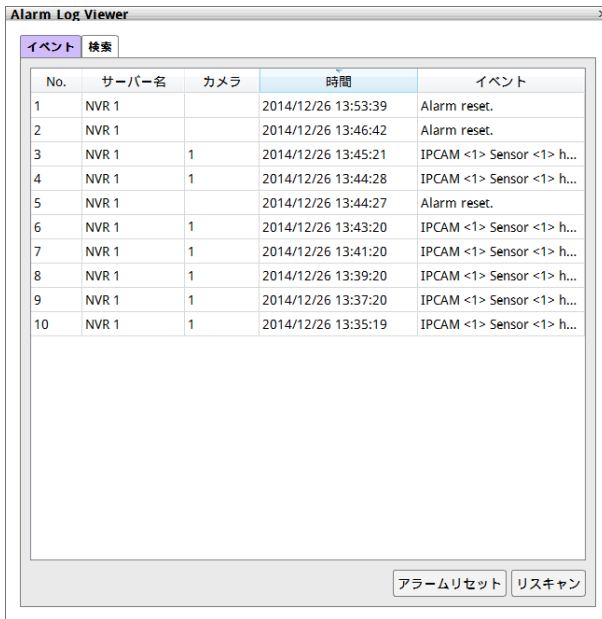 Alarm Log Viewer
イベント 検索
No. サーバー名 カメラ 時間 イベント
1 NVR 1 2014/12/26 13:53:39 Alarm reset.
2 NVR 1 2014/12/26 13:46:42 Alarm reset.
3 NVR 1 1 2014/12/26 13:45:21 IPCAM <1> Sensor <1> h...
4 NVR 1 1 2014/12/26 13:44:28 IPCAM <1> Sensor <1> h...
5 NVR 1 2014/12/26 13:44:27 Alarm reset.
6 NVR 1 1 2014/12/26 13:43:20 IPCAM <1> Sensor <1> h...
7 NVR 1 1 2014/12/26 13:41:20 IPCAM <1> Sensor <1> h...
8 NVR 1 1 2014/12/26 13:39:20 IPCAM <1> Sensor <1> h...
9 NVR 1 1 2014/12/26 13:37:20 IPCAM <1> Sensor <1> h...
10 NVR 1 1 2014/12/26 13:35:19 IPCAM <1> Sensor <1> h...
アラームリセット リスキャン